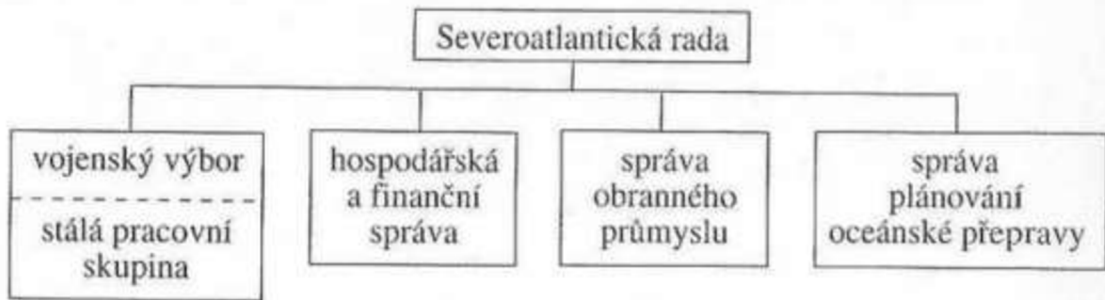 Severoatlantická rada
vojenský výbor
stálá pracovní
skupina
hospodářská
a finanční
správa
správa
obranného
průmyslu
správa
plánování
oceánské přepravy